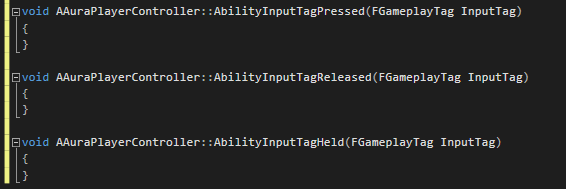 void AAuraPlayerController::AbilityInputTagPressed(FGameplayTag InputTag)
{
}
void AAuraPlayerController::AbilityInputTagReleased(FGameplayTag InputTag)
{
}
void AAuraPlayerController::AbilityInputTagHeld(FGameplayTag InputTag)
{
}